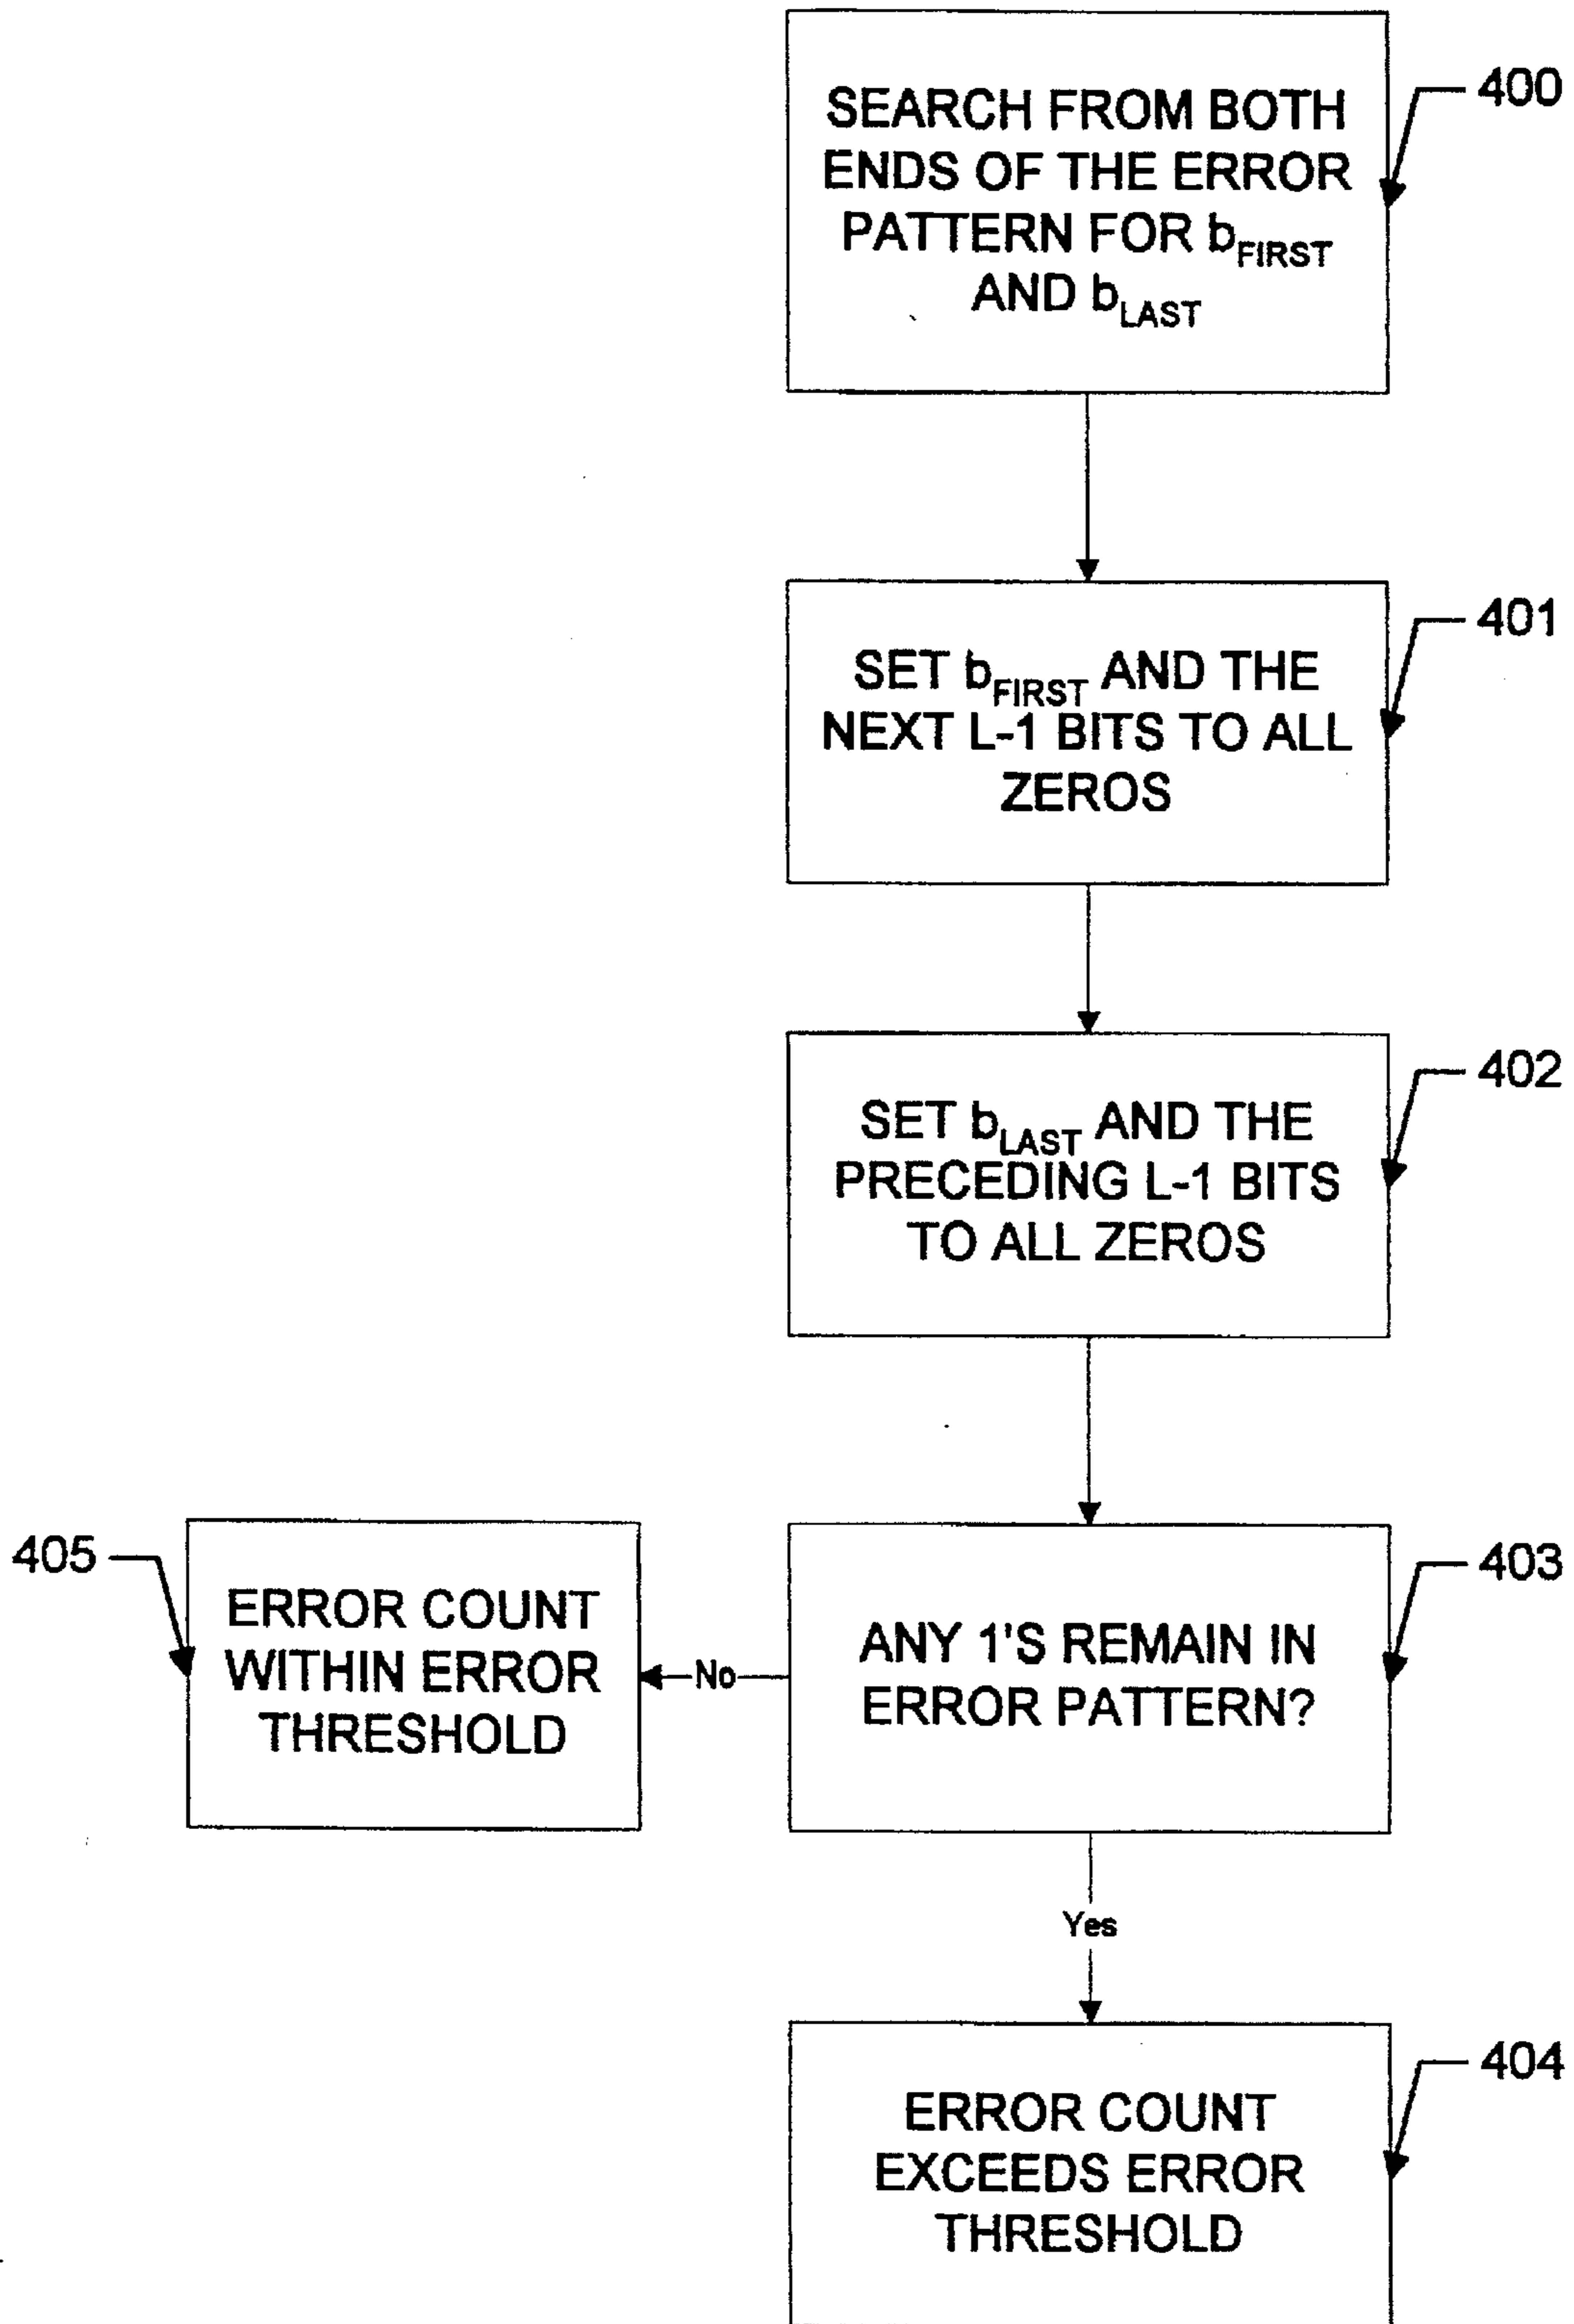 SEARCH FROM BOTH
ENDS OF THE ERROR
PATTERN FOR bFIRST
AND bLAST
400
SET bFIRST AND THE
NEXT L-1 BITS TO ALL
ZEROS
401
SET bLAST AND THE
PRECEDING L-1 BITS
TO ALL ZEROS
402
ANY 1'S REMAIN IN
ERROR PATTERN?
403
No
405
ERROR COUNT
WITHIN ERROR
THRESHOLD
Yes
ERROR COUNT
EXCEEDS ERROR
THRESHOLD
404